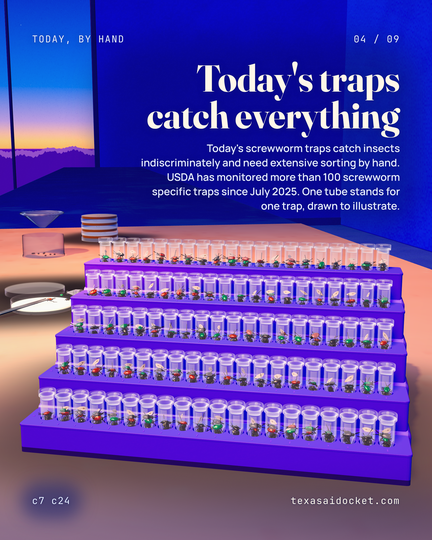 TODAY, BY HAND
04 / 09
Today's traps
catch everything
Today's screwworm traps catch insects
indiscriminately and need extensive sorting by hand.
USDA has monitored more than 100 screwworm
specific traps since July 2025. One tube stands for
one trap, drawn to illustrate.
c7 c24
texasaidocket.com